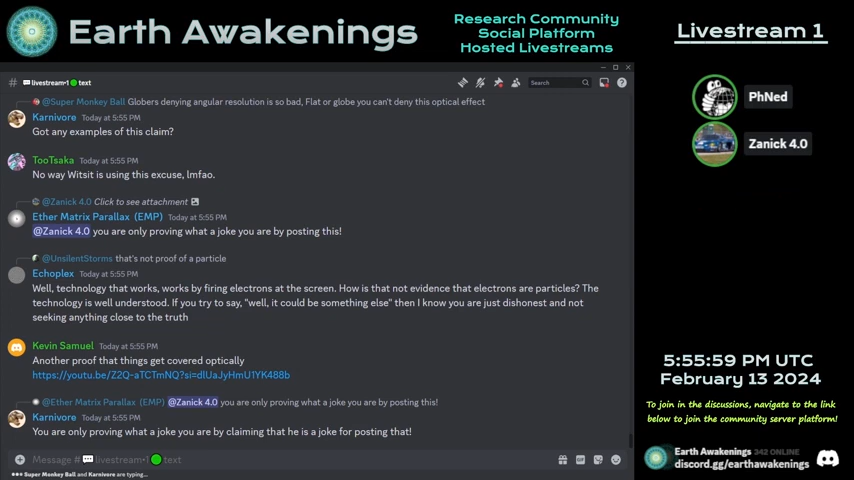 Earth Awakenings
Research Community
Social Platform
Hosted Livestreams
Livestream 1
# livestream-1 text
Search
@Super Monkey Ball Globers denying angular resolution is so bad, Flat or globe you can't deny this optical effect
Karnivore Today at 5:55 PM
Got any examples of this claim?
TooTsaka Today at 5:55 PM
No way Witsit is using this excuse, lmfao.
@Zanick 4.0 Click to see attachment
Ether Matrix Parallax (EMP) Today at 5:55 PM
@Zanick 4.0 you are only proving what a joke you are by posting this!
@UnsilentStorms that's not proof of a particle
Echoplex Today at 5:55 PM
Well, technology that works, works by firing electrons at the screen. How is that not evidence that electrons are particles? The
technology is well understood. If you try to say, "well, it could be something else" then I know you are just dishonest and not
seeking anything close to the truth
Kevin Samuel Today at 5:55 PM
Another proof that things get covered optically
https://youtu.be/Z2Q-aTCTmNQ?si=dlUaJyHmU1YK488b
@Ether Matrix Parallax (EMP) @Zanick 4.0 you are only proving what a joke you are by posting this!
Karnivore Today at 5:55 PM
You are only proving what a joke you are by claiming that he is a joke for posting that!
Message # livestream-1 text
GIF
Super Monkey Ball and Karnivore are typing...
PhNed
Zanick 4.0
5:55:59 PM UTC
February 13 2024
To join in the discussions, navigate to the link
below to join the community server platform!
Earth Awakenings 342 ONLINE
discord.gg/earthawakenings